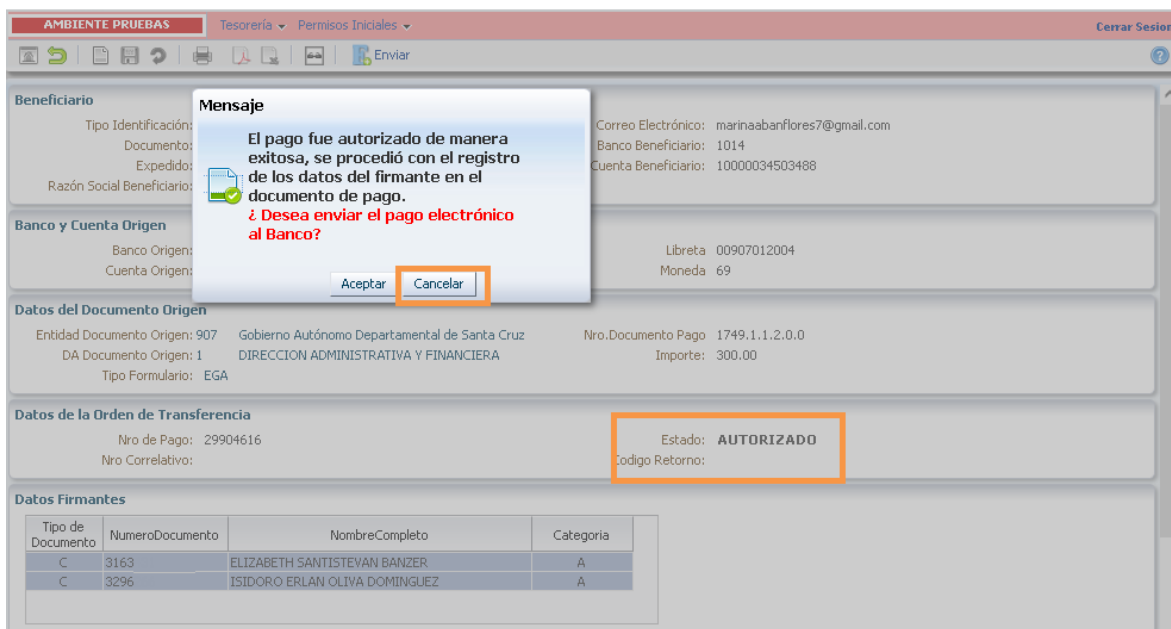 AMBIENTE PRUEBAS Tesorería Permisos Iniciales
Cerrar Sesion
Enviar
Beneficiario
Tipo Identificación:
Documento:
Expedido:
Razón Social Beneficiario:
Correo Electrónico: marinaabanflores7@gmail.com
Banco Beneficiario: 1014
Cuenta Beneficiario: 10000034503488
Mensaje
El pago fue autorizado de manera
exitosa, se procedió con el registro
de los datos del firmante en el
documento de pago.
¿ Desea enviar el pago electrónico
al Banco?
Aceptar Cancelar
Banco y Cuenta Origen
Banco Origen:
Cuenta Origen:
Libreta 00907012004
Moneda 69
Datos del Documento Origen
Entidad Documento Origen: 907 Gobierno Autónomo Departamental de Santa Cruz
DA Documento Origen: 1 DIRECCION ADMINISTRATIVA Y FINANCIERA
Tipo Formulario: EGA
Nro.Documento Pago 1749.1.1.2.0.0
Importe: 300.00
Datos de la Orden de Transferencia
Nro de Pago: 29904616
Nro Correlativo:
Estado: AUTORIZADO
Codigo Retorno:
Datos Firmantes
Tipo de
Documento NumeroDocumento NombreCompleto Categoria
C 3163 ELIZABETH SANTISTEVAN BANZER A
C 3296 ISIDORO ERLAN OLIVA DOMINGUEZ A